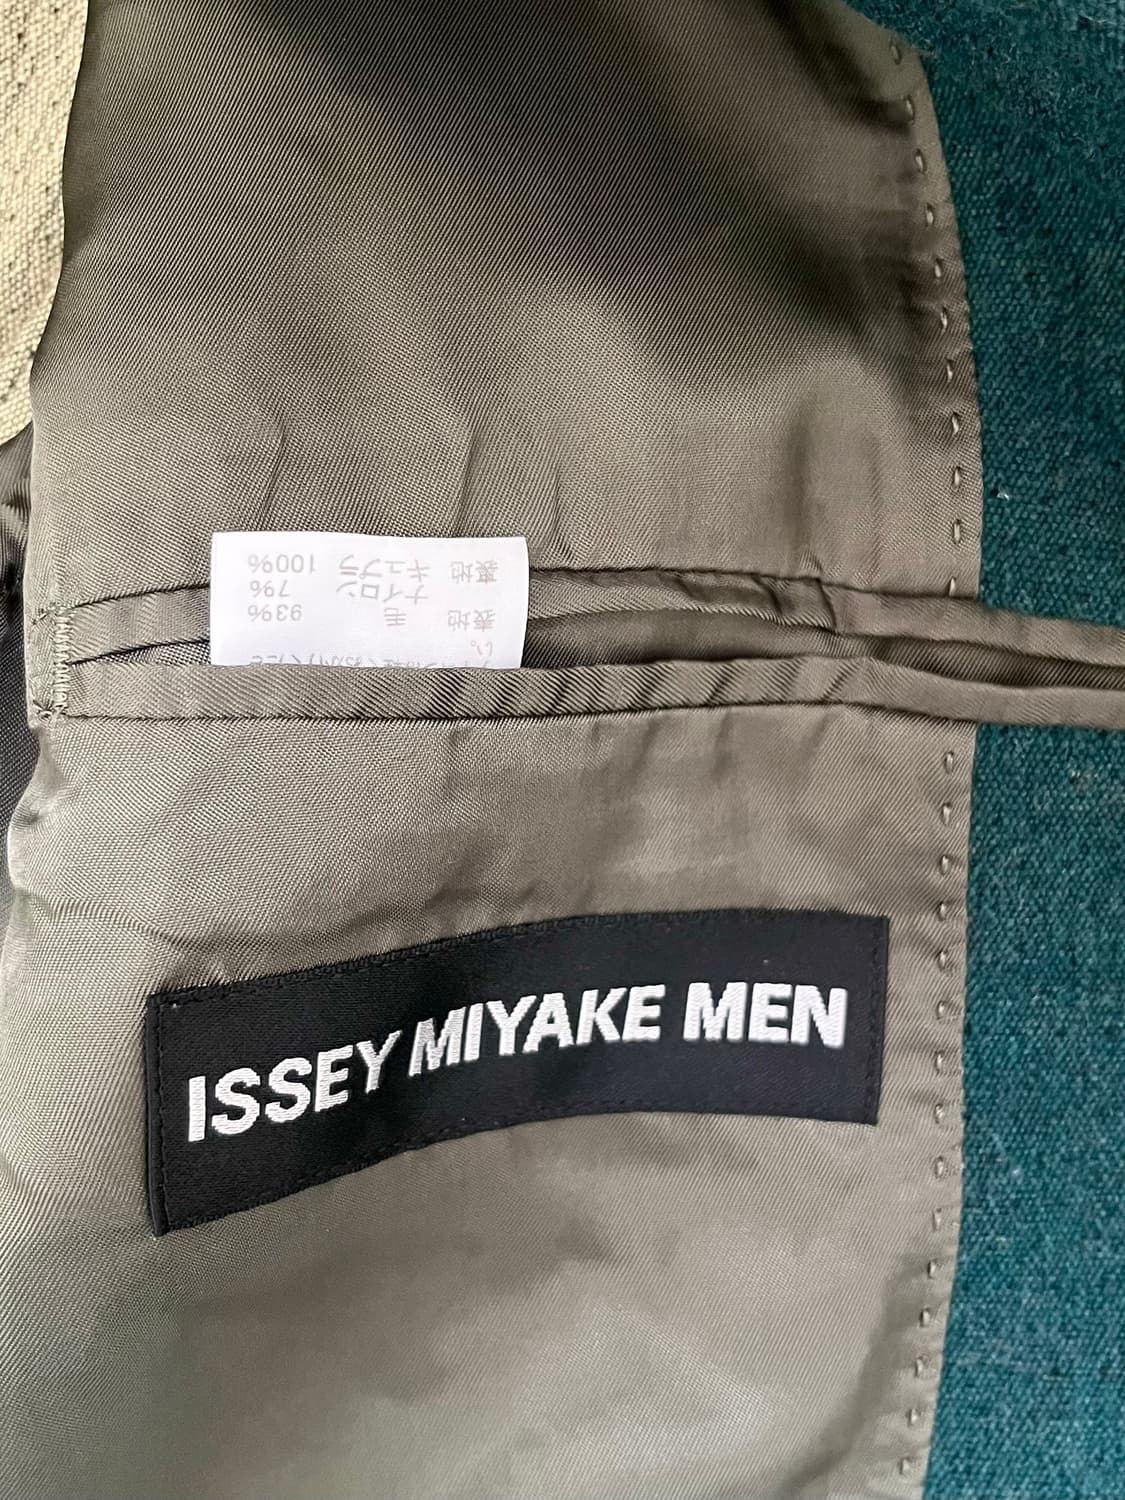 い。
表地 毛 93%
ナイロン 7%
裏地 キュプラ 100%
ISSEY MIYAKE MEN